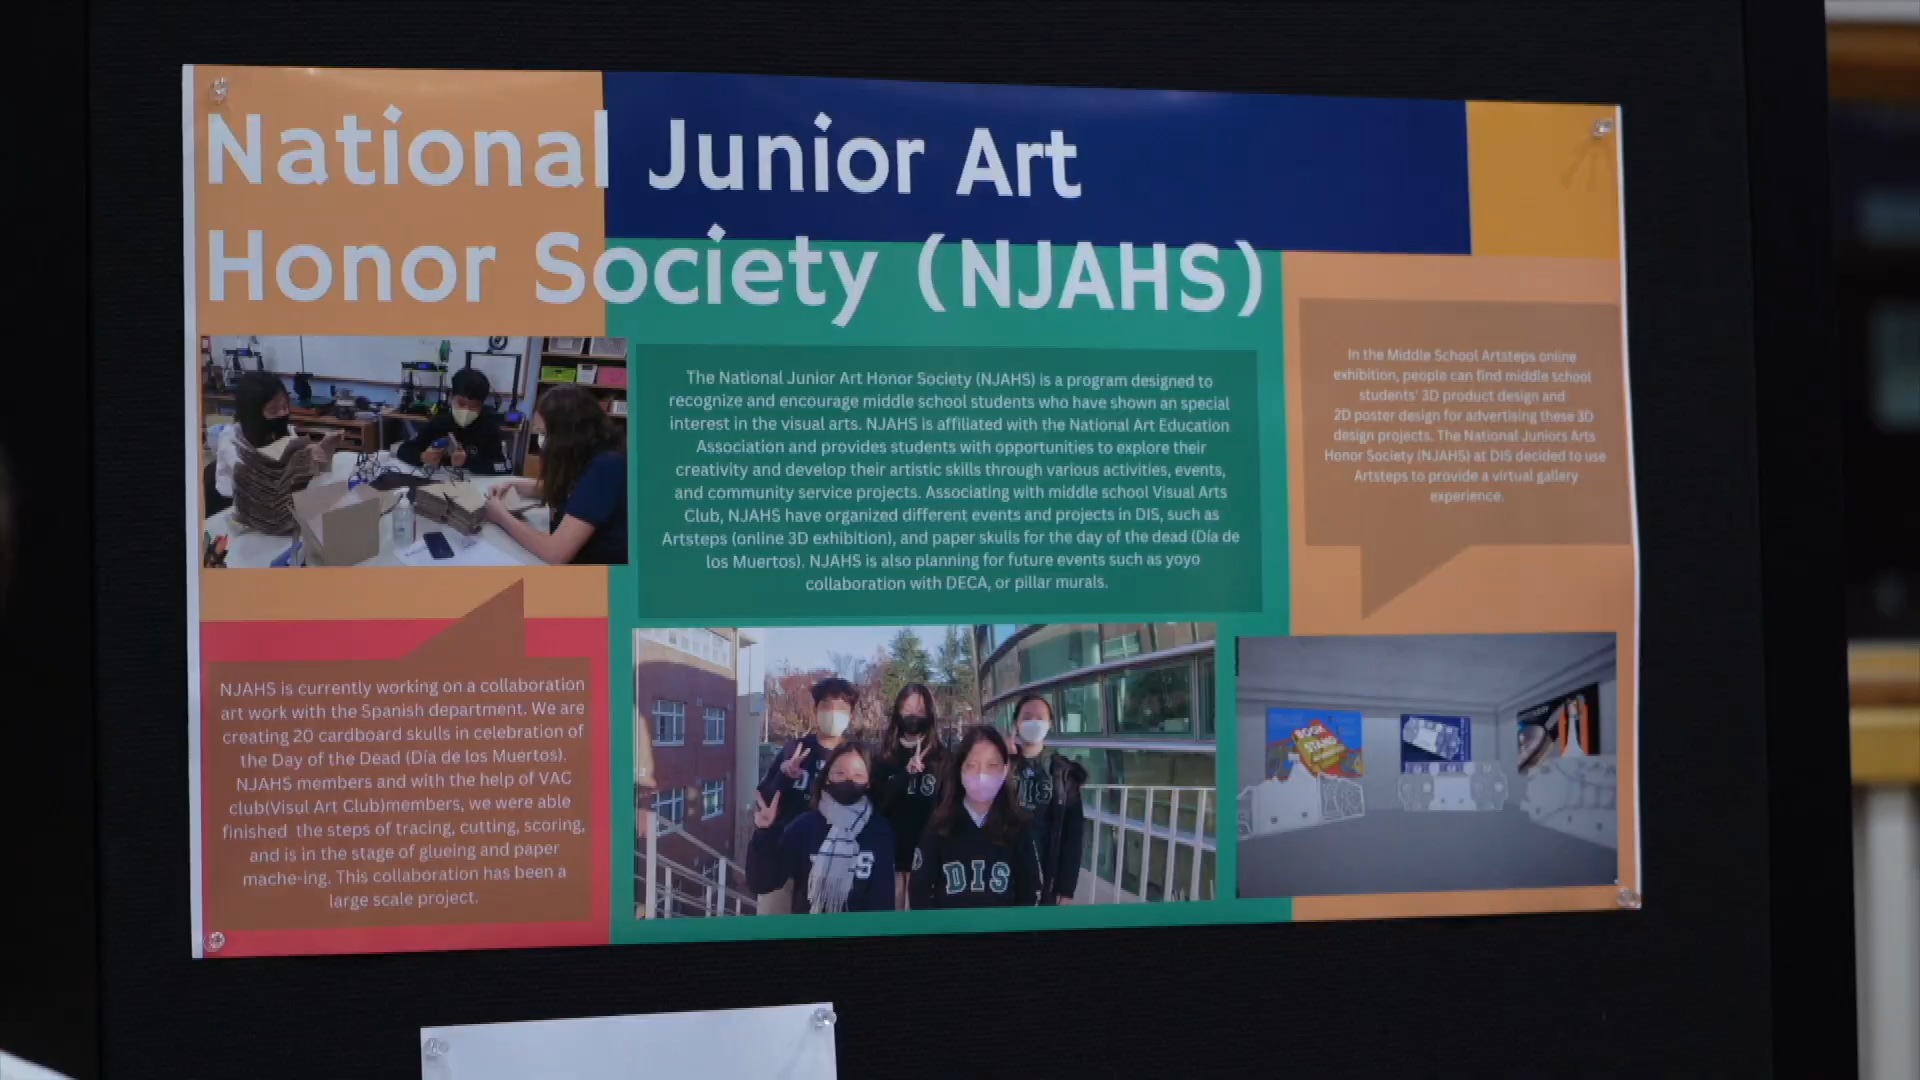 National Junior Art
Honor Society (NJAHS)
The National Junior Art Honor Society (NJAHS) is a program designed to
recognize and encourage middle school students who have shown an special
interest in the visual arts. NJAHS is affiliated with the National Art Education
Association and provides students with opportunities to explore their
creativity and develop their artistic skills through various activities, events,
and community service projects. Associating with middle school Visual Arts
Club, NJAHS have organized different events and projects in DIS, such as
Artsteps (online 3D exhibition), and paper skulls for the day of the dead (Día de
los Muertos). NJAHS is also planning for future events such as yoyo
collaboration with DECA, or pillar murals.
In the Middle School Artsteps online
exhibition, people can find middle school
students' 3D product design and
2D poster design for advertising these 3D
design projects. The National Juniors Arts
Honor Society (NJAHS) at DIS decided to use
Artsteps to provide a virtual gallery
experience.
NJAHS is currently working on a collaboration
art work with the Spanish department. We are
creating 20 cardboard skulls in celebration of
the Day of the Dead (Día de los Muertos).
NJAHS members and with the help of VAC
club(Visul Art Club)members, we were able
finished the steps of tracing, cutting, scoring,
and is in the stage of glueing and paper
mache-ing. This collaboration has been a
large scale project.
DIS
BOOK
STAND